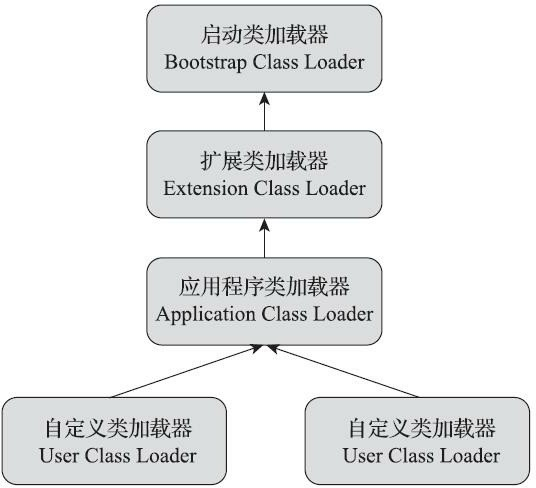 启动类加载器
Bootstrap Class Loader
扩展类加载器
Extension Class Loader
应用程序类加载器
Application Class Loader
自定义类加载器
User Class Loader
自定义类加载器
User Class Loader